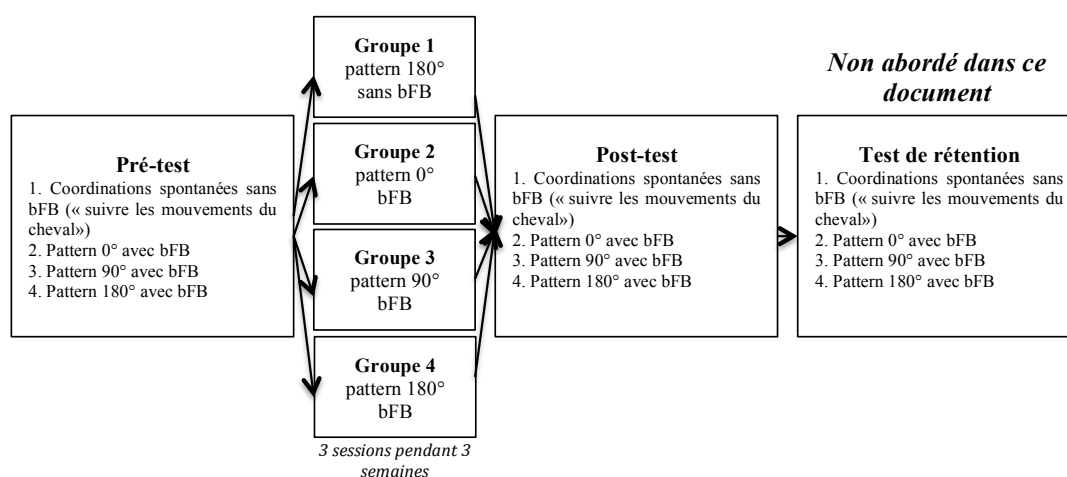 Pré-test
1. Coordinations spontanées sans
bFB (« suivre les mouvements du
cheval»)
2. Pattern 0° avec bFB
3. Pattern 90° avec bFB
4. Pattern 180° avec bFB
Groupe 1
pattern 180°
sans bFB
Groupe 2
pattern 0°
bFB
Groupe 3
pattern 90°
bFB
Groupe 4
pattern 180°
bFB
3 sessions pendant 3
semaines
Post-test
1. Coordinations spontanées sans
bFB (« suivre les mouvements du
cheval»)
2. Pattern 0° avec bFB
3. Pattern 90° avec bFB
4. Pattern 180° avec bFB
Non abordé dans ce
document
Test de rétention
1. Coordinations spontanées sans
bFB (« suivre les mouvements du
cheval»)
2. Pattern 0° avec bFB
3. Pattern 90° avec bFB
4. Pattern 180° avec bFB